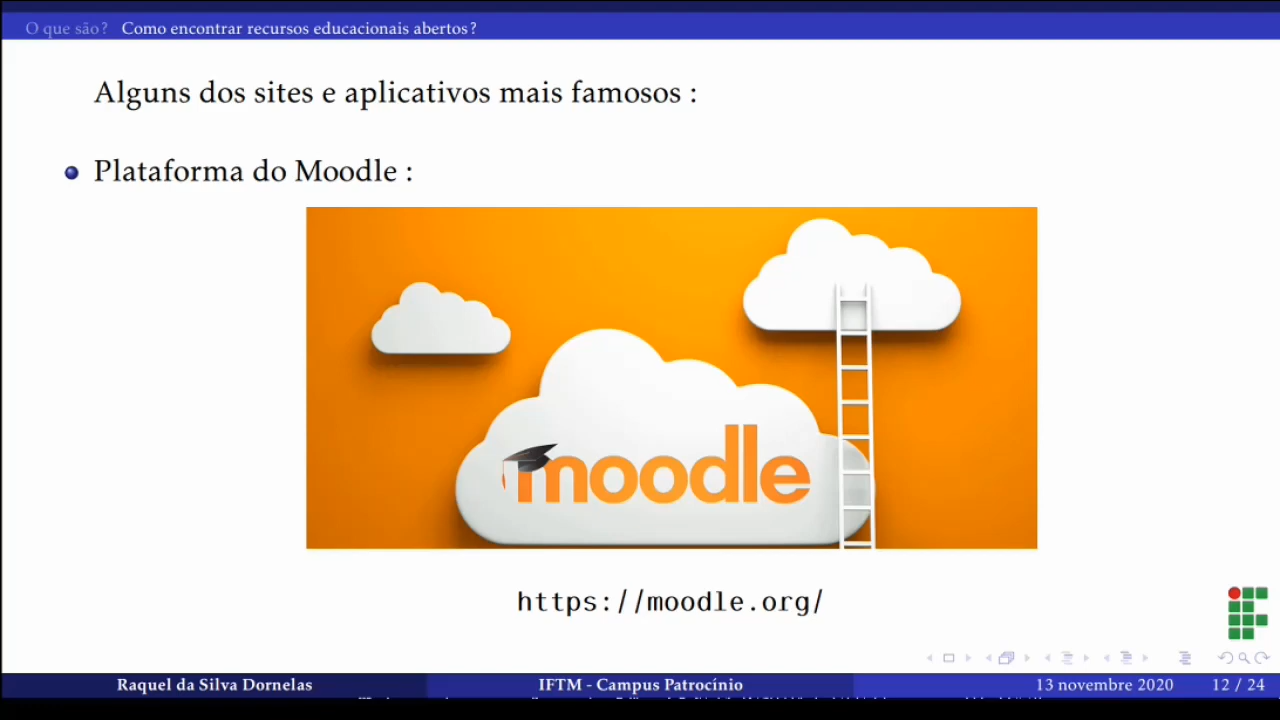 O que são? Como encontrar recursos educacionais abertos?
Alguns dos sites e aplicativos mais famosos :
Plataforma do Moodle :
moodle
https://moodle.org/
Raquel da Silva Dornelas IFTM - Campus Patrocínio 13 novembre 2020 12 / 24